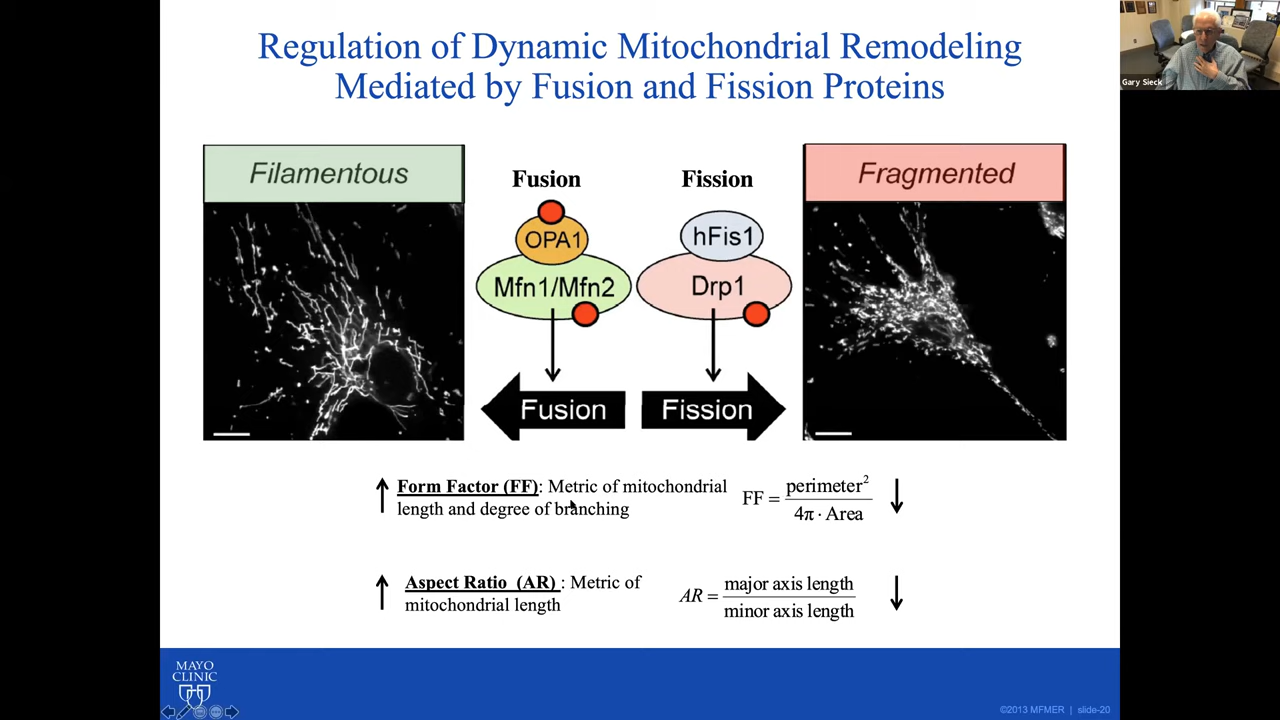 Regulation of Dynamic Mitochondrial Remodeling
Mediated by Fusion and Fission Proteins
Gary Sieck
Filamentous
Fusion
Fission
Fragmented
OPA1
hFis1
Mfn1/Mfn2
Drp1
Fusion
Fission
Form Factor (FF): Metric of mitochondrial
length and degree of branching
FF = perimeter² / 4π · Area
Aspect Ratio (AR) : Metric of
mitochondrial length
AR = major axis length / minor axis length
MAYO
CLINIC
©2013 MFMER | slide-20